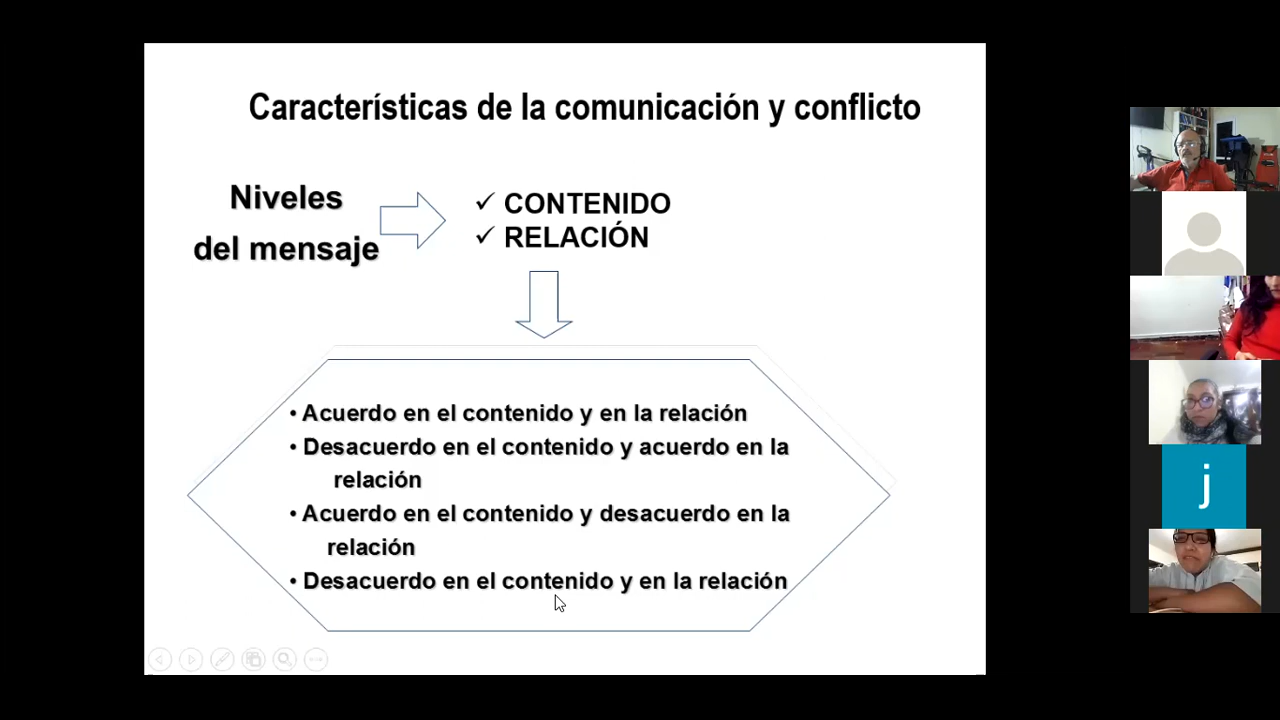 Características de la comunicación y conflicto
Niveles
del mensaje
✓ CONTENIDO
✓ RELACIÓN
• Acuerdo en el contenido y en la relación
• Desacuerdo en el contenido y acuerdo en la
relación
• Acuerdo en el contenido y desacuerdo en la
relación
• Desacuerdo en el contenido y en la relación
j